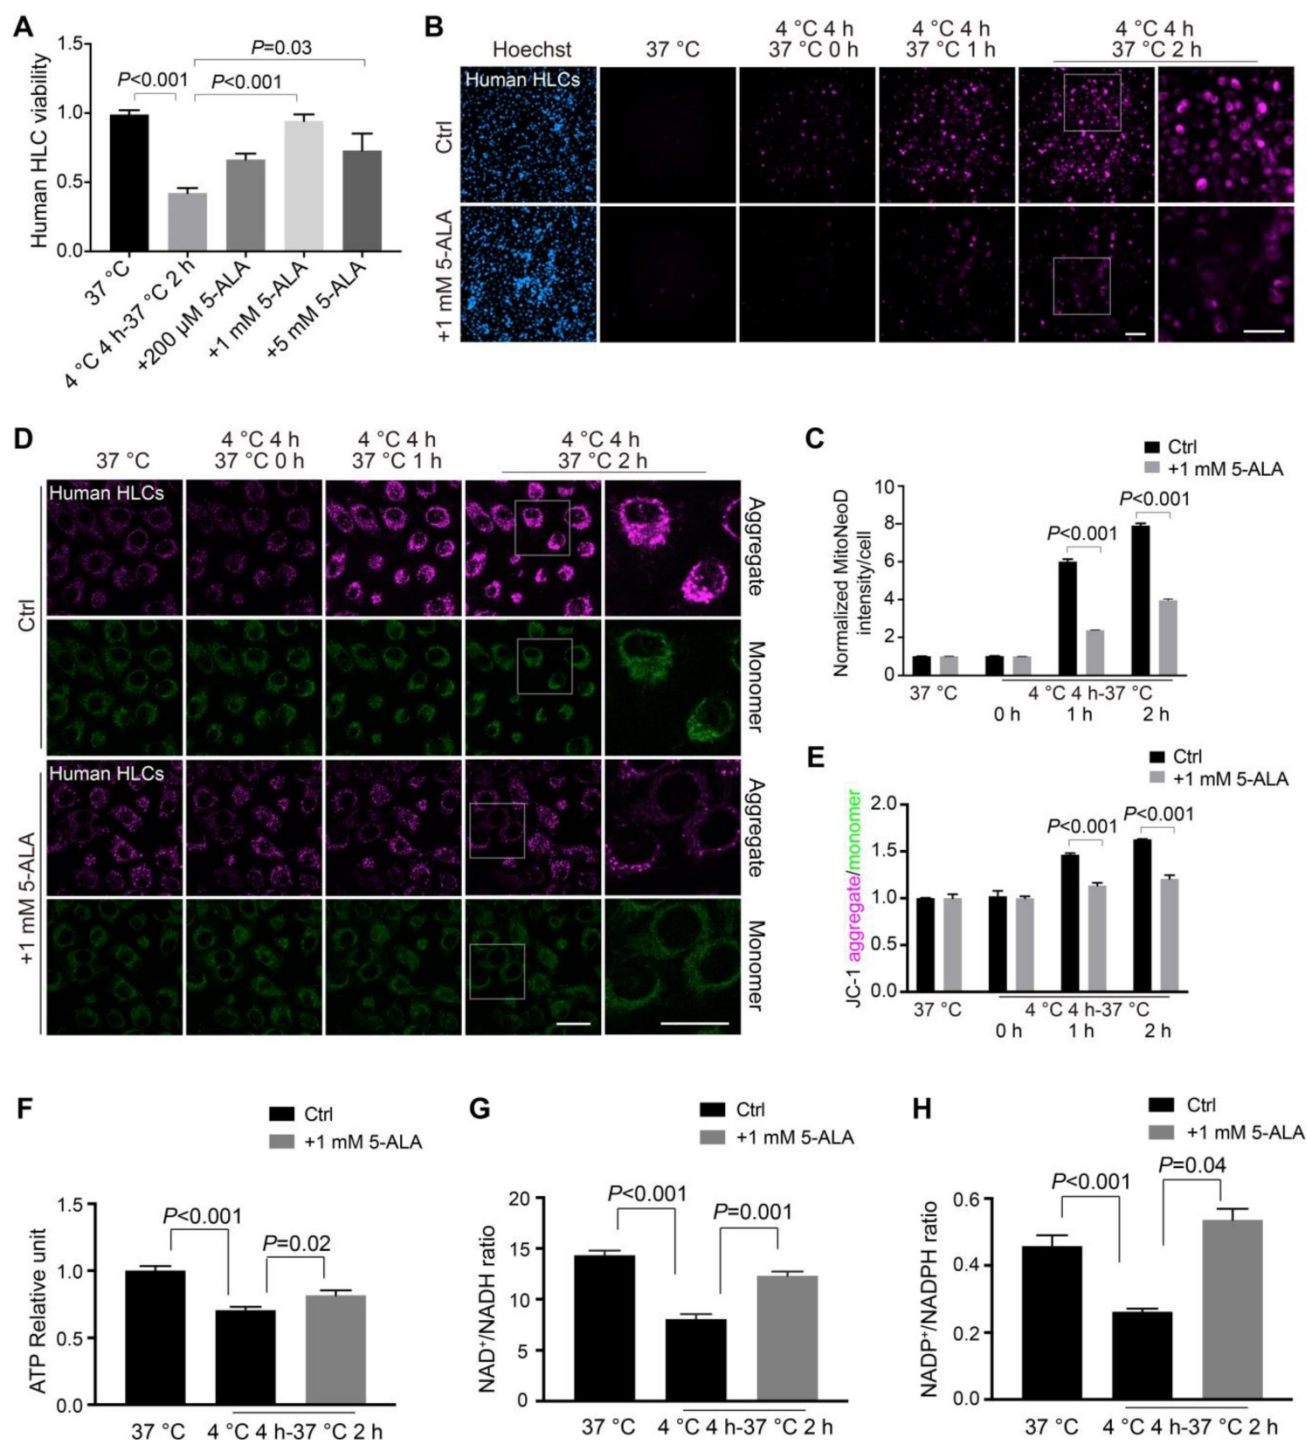 A
1.5
1.0
0.5
0.0
Human HLC viability
P<0.001
P<0.001
P=0.03
37 °C
4 °C 4 h-37 °C 2 h
+200 µM 5-ALA
+1 mM 5-ALA
+5 mM 5-ALA
B
Hoechst
37 °C
4 °C 4 h
37 °C 0 h
4 °C 4 h
37 °C 1 h
4 °C 4 h
37 °C 2 h
Human HLCs
Ctrl
+1 mM 5-ALA
D
37 °C
4 °C 4 h
37 °C 0 h
4 °C 4 h
37 °C 1 h
4 °C 4 h
37 °C 2 h
Human HLCs
Ctrl
Aggregate
Monomer
Human HLCs
+1 mM 5-ALA
Aggregate
Monomer
C
Ctrl
+1 mM 5-ALA
Normalized MitoNeoD
intensity/cell
10
8
6
4
2
0
P<0.001
P<0.001
37 °C
4 °C 4 h-37 °C
0 h
1 h
2 h
E
Ctrl
+1 mM 5-ALA
JC-1 aggregate/monomer
2.0
1.5
1.0
0.5
0.0
P<0.001
P<0.001
37 °C
4 °C 4 h-37 °C
0 h
1 h
2 h
F
Ctrl
+1 mM 5-ALA
ATP Relative unit
1.5
1.0
0.5
0.0
P<0.001
P=0.02
37 °C
4 °C 4 h-37 °C 2 h
G
Ctrl
+1 mM 5-ALA
NAD⁺/NADH ratio
20
15
10
5
0
P<0.001
P=0.001
37 °C
4 °C 4 h-37 °C 2 h
H
Ctrl
+1 mM 5-ALA
NADP⁺/NADPH ratio
0.6
0.4
0.2
0.0
P<0.001
P=0.04
37 °C
4 °C 4 h-37 °C 2 h